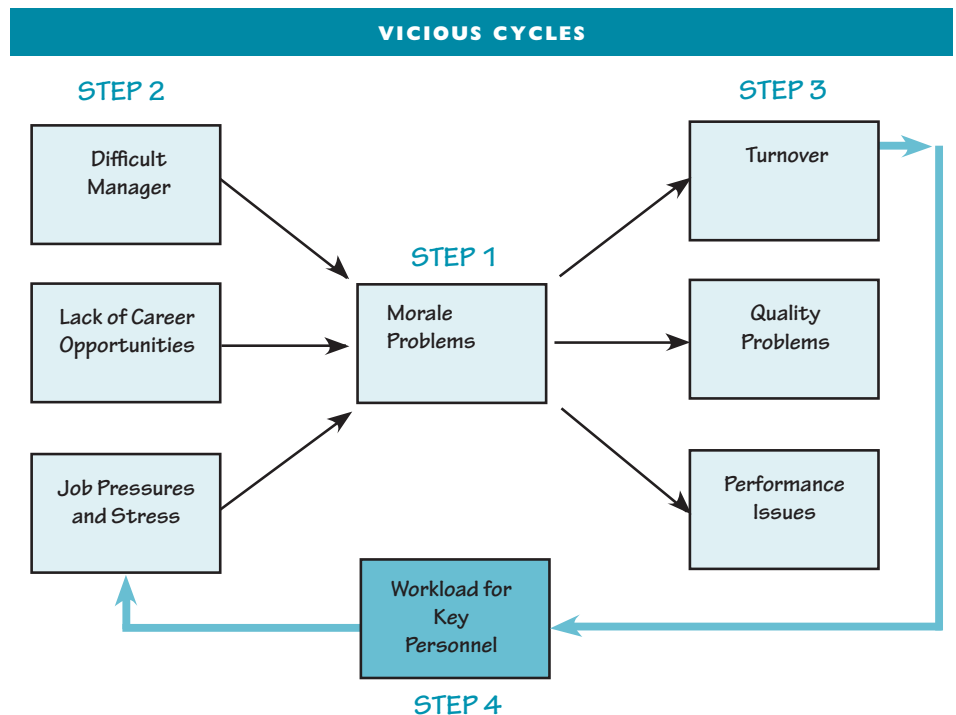 VICIOUS CYCLES
STEP 2
Difficult
Manager
Lack of Career
Opportunities
Job Pressures
and Stress
STEP 1
Morale
Problems
STEP 3
Turnover
Quality
Problems
Performance
Issues
Workload for
Key
Personnel
STEP 4